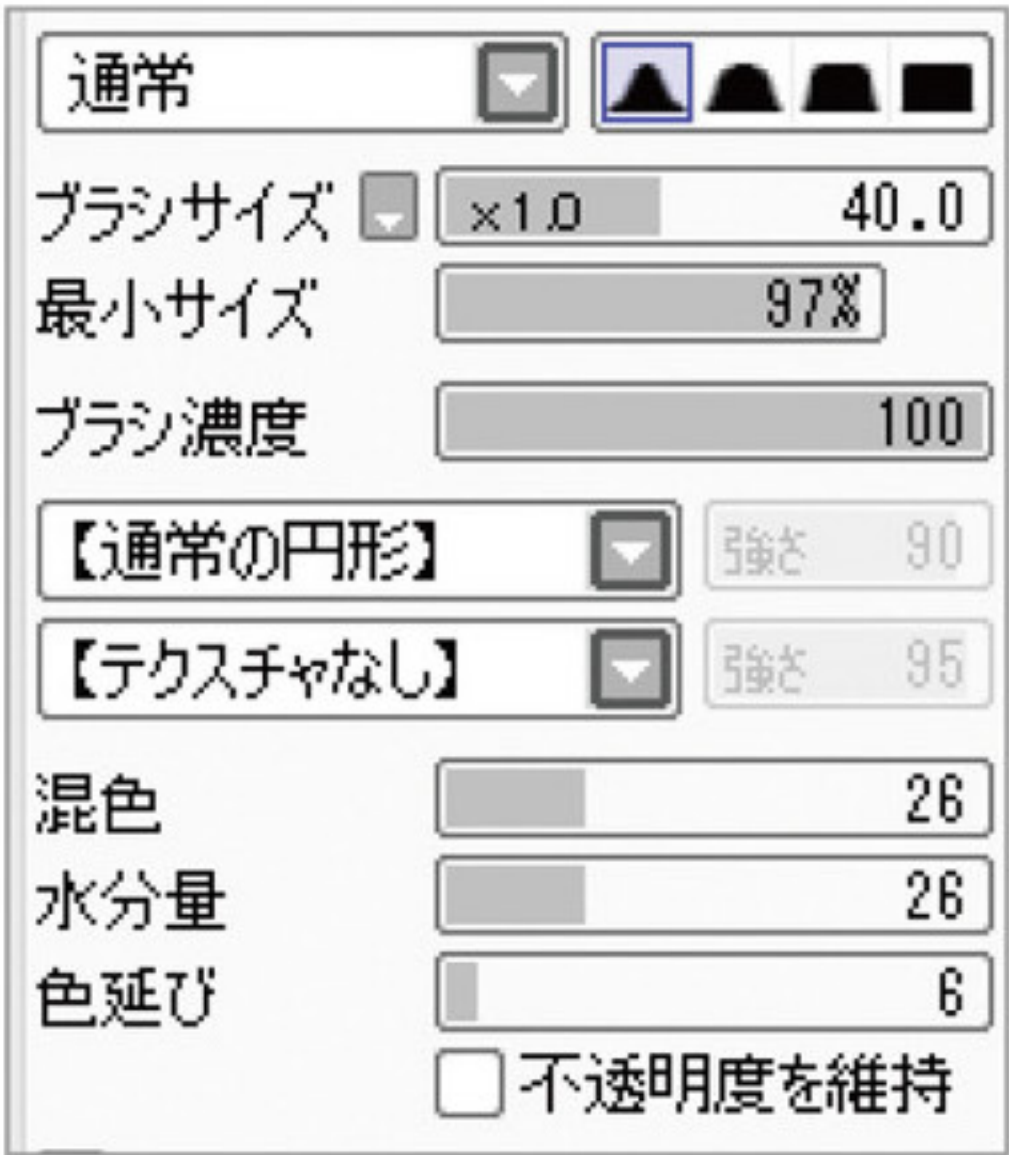 通常
ブラシサイズ ×1.0 40.0
最小サイズ 97%
ブラシ濃度 100
【通常の円形】 強さ 90
【テクスチャなし】 強さ 95
混色 26
水分量 26
色延び 6
不透明度を維持